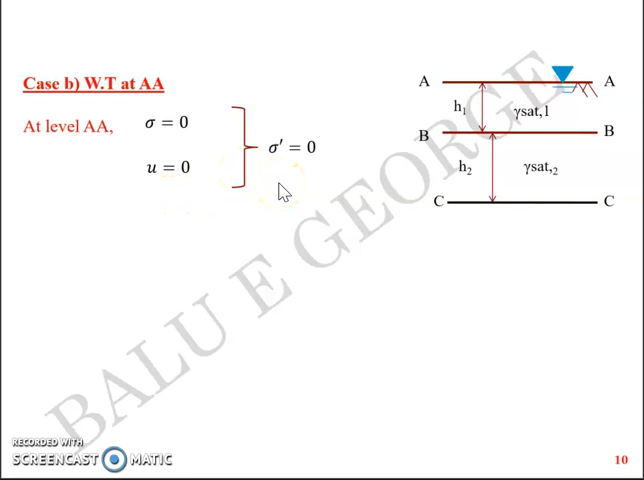 Case b) W.T at AA
At level AA,
σ = 0
u = 0
σ′ = 0
A
A
h₁
γsat,1
B
B
h₂
γsat,₂
C
C
BALU E GEORGE
RECORDED WITH
SCREENCAST MATIC
10